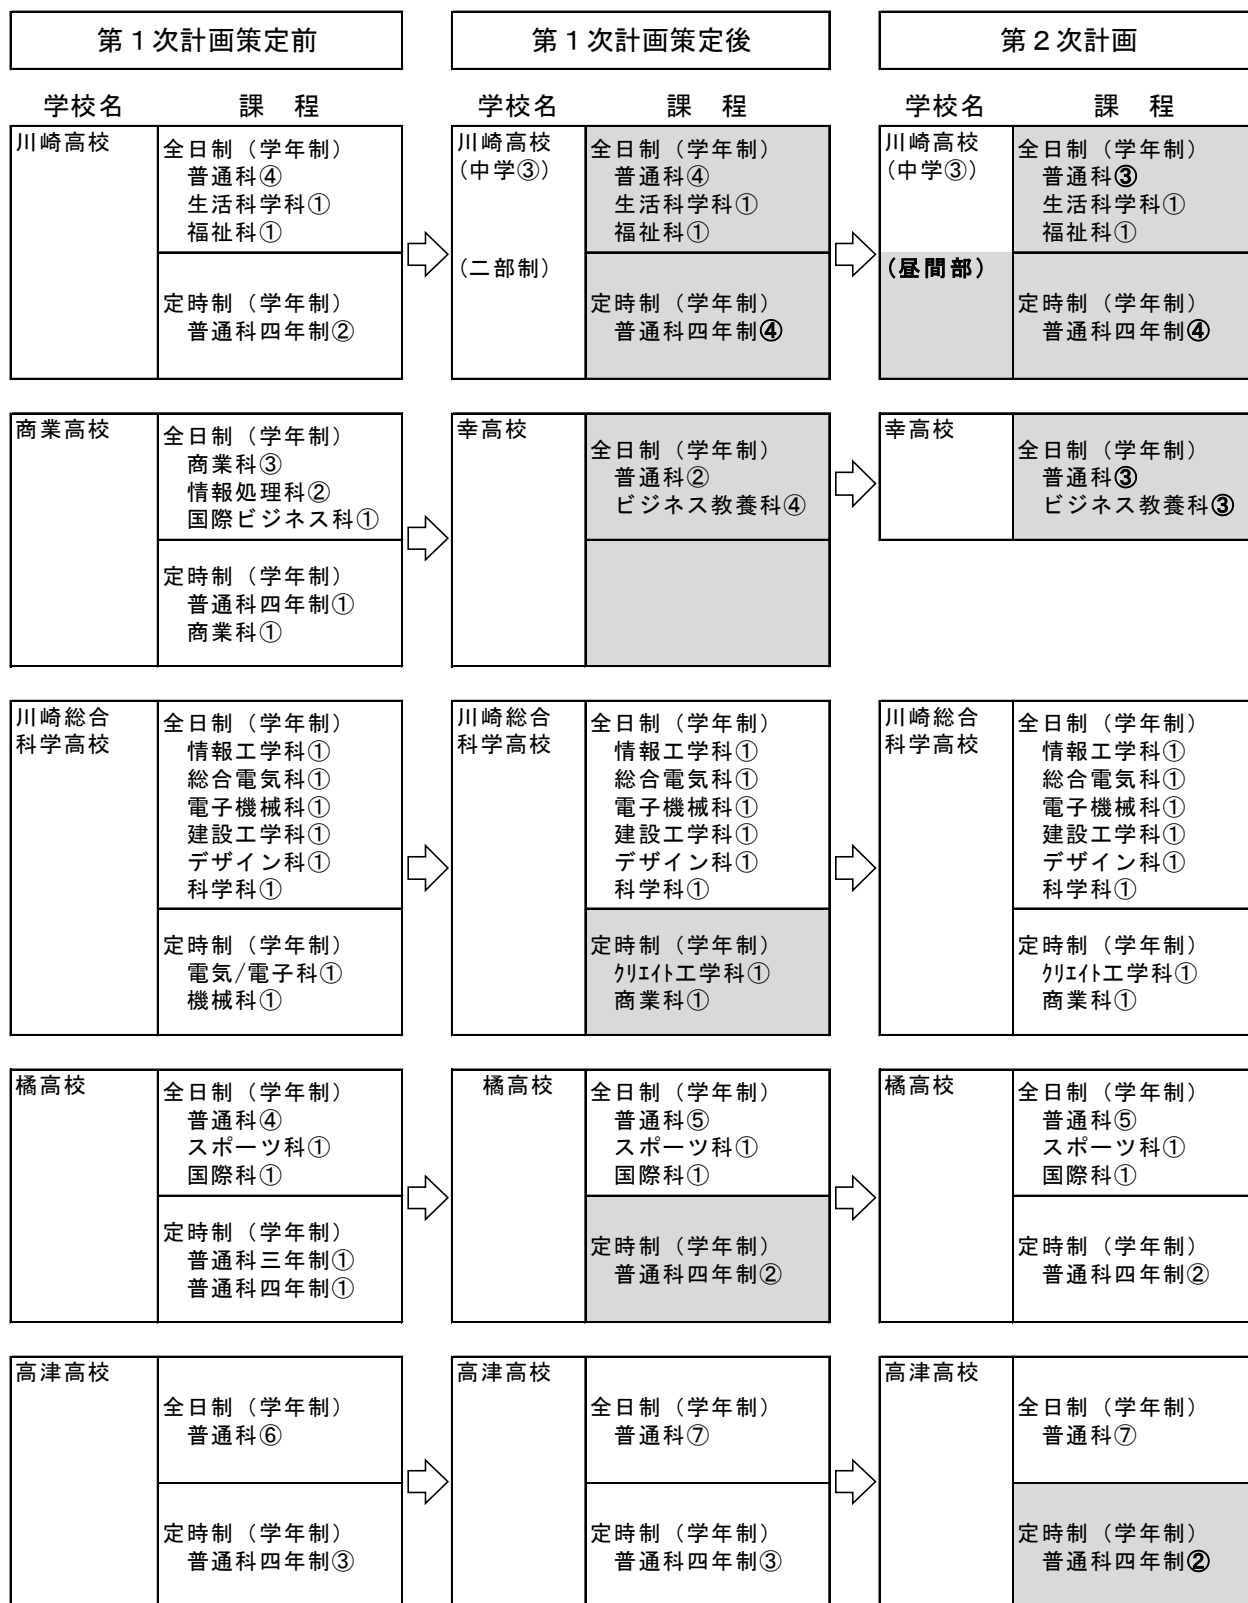 第１次計画策定前
第１次計画策定後
第２次計画
学校名　課　程
学校名　課　程
学校名　課　程
川崎高校
全日制（学年制）
普通科④
生活科学科①
福祉科①
定時制（学年制）
普通科四年制②
川崎高校
(中学③)
(二部制)
全日制（学年制）
普通科④
生活科学科①
福祉科①
定時制（学年制）
普通科四年制④
川崎高校
(中学③)
(昼間部)
全日制（学年制）
普通科③
生活科学科①
福祉科①
定時制（学年制）
普通科四年制④
商業高校
全日制（学年制）
商業科③
情報処理科②
国際ビジネス科①
定時制（学年制）
普通科四年制①
商業科①
幸高校
全日制（学年制）
普通科②
ビジネス教養科④
幸高校
全日制（学年制）
普通科③
ビジネス教養科③
川崎総合
科学高校
全日制（学年制）
情報工学科①
総合電気科①
電子機械科①
建設工学科①
デザイン科①
科学科①
定時制（学年制）
電気/電子科①
機械科①
川崎総合
科学高校
全日制（学年制）
情報工学科①
総合電気科①
電子機械科①
建設工学科①
デザイン科①
科学科①
定時制（学年制）
ｸﾘｴｲﾄ工学科①
商業科①
川崎総合
科学高校
全日制（学年制）
情報工学科①
総合電気科①
電子機械科①
建設工学科①
デザイン科①
科学科①
定時制（学年制）
ｸﾘｴｲﾄ工学科①
商業科①
橘高校
全日制（学年制）
普通科④
スポーツ科①
国際科①
定時制（学年制）
普通科三年制①
普通科四年制①
橘高校
全日制（学年制）
普通科⑤
スポーツ科①
国際科①
定時制（学年制）
普通科四年制②
橘高校
全日制（学年制）
普通科⑤
スポーツ科①
国際科①
定時制（学年制）
普通科四年制②
高津高校
全日制（学年制）
普通科⑥
定時制（学年制）
普通科四年制③
高津高校
全日制（学年制）
普通科⑦
定時制（学年制）
普通科四年制③
高津高校
全日制（学年制）
普通科⑦
定時制（学年制）
普通科四年制②